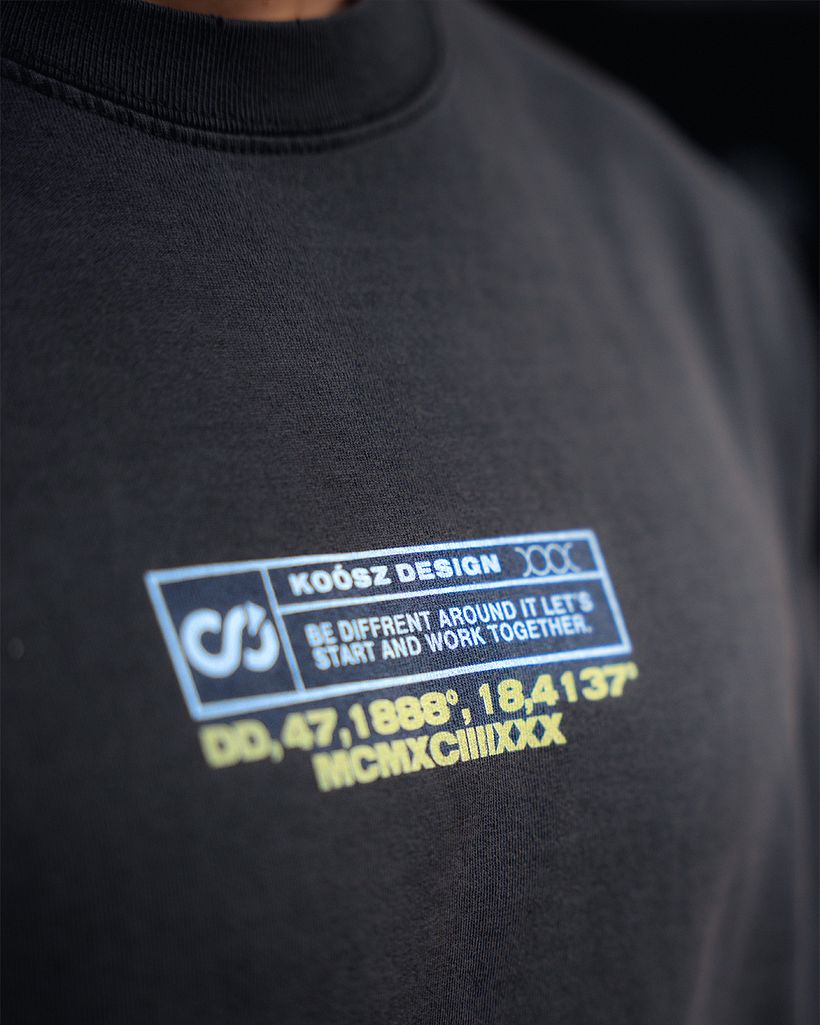 KOÓSZ DESIGN
BE DIFFRENT AROUND IT LET'S
START AND WORK TOGETHER.
DD, 47,1888°, 18,4137°
MCMXCIIIIXXX